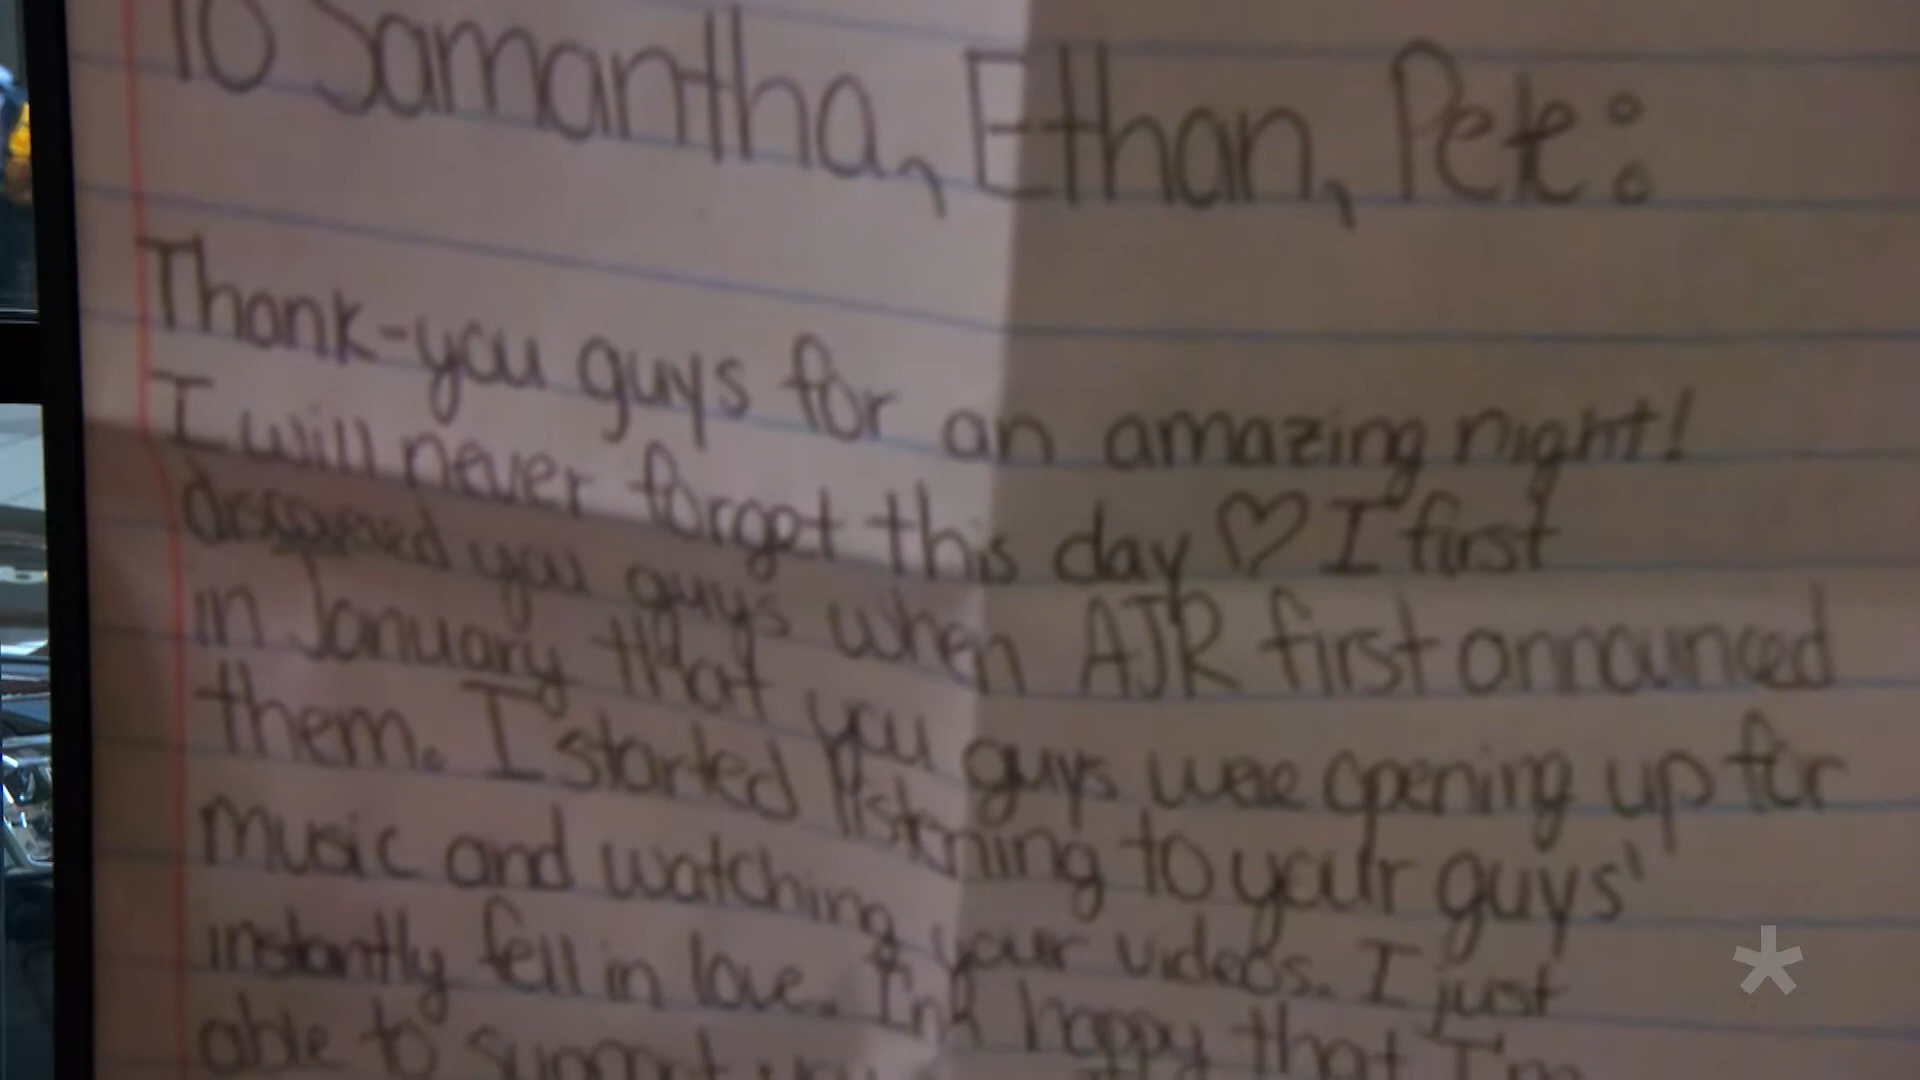 To Samantha, Ethan, Pete:
Thank-you guys for an amazing night!
I will never forget this day ♡ I first
discovered you guys when AJR first announced
in January that you guys were opening up for
them. I started listening to your guys'
music and watching your videos. I just
instantly fell in love. I'm happy that I'm
able to support